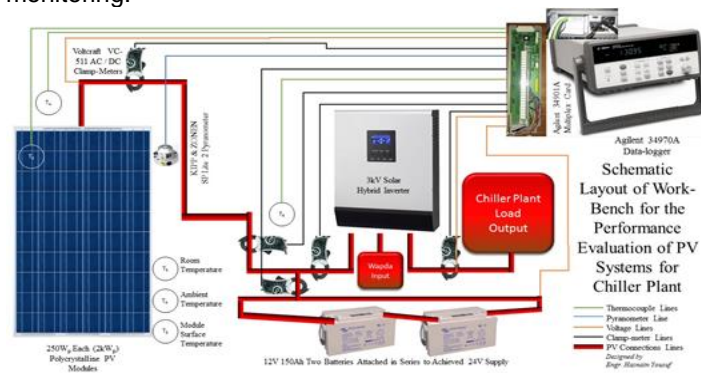 monitoring.
Voltcraft VC-
511 AC / DC
Clamp-Meters
KIPP & ZONEN
SP Lite 2 Pyranometer
Agilent 34901A
Multiplex Card
Agilent 34970A
Data-logger
3kV Solar
Hybrid Inverter
Chiller Plant
Load
Output
Wapda
Input
Room
Temperature
Ambient
Temperature
Module
Surface
Temperature
250Wp Each (2kWp)
Polycrystalline PV
Modules
12V 150Ah Two Batteries Attached in Series to Achieved 24V Supply
Schematic
Layout of Work-
Bench for the
Performance
Evaluation of PV
Systems for
Chiller Plant
Thermocouple Lines
Pyranometer Line
Voltage Lines
Clamp-meter Lines
PV Connections Lines
Designed by
Engr. Hasnain Yousaf